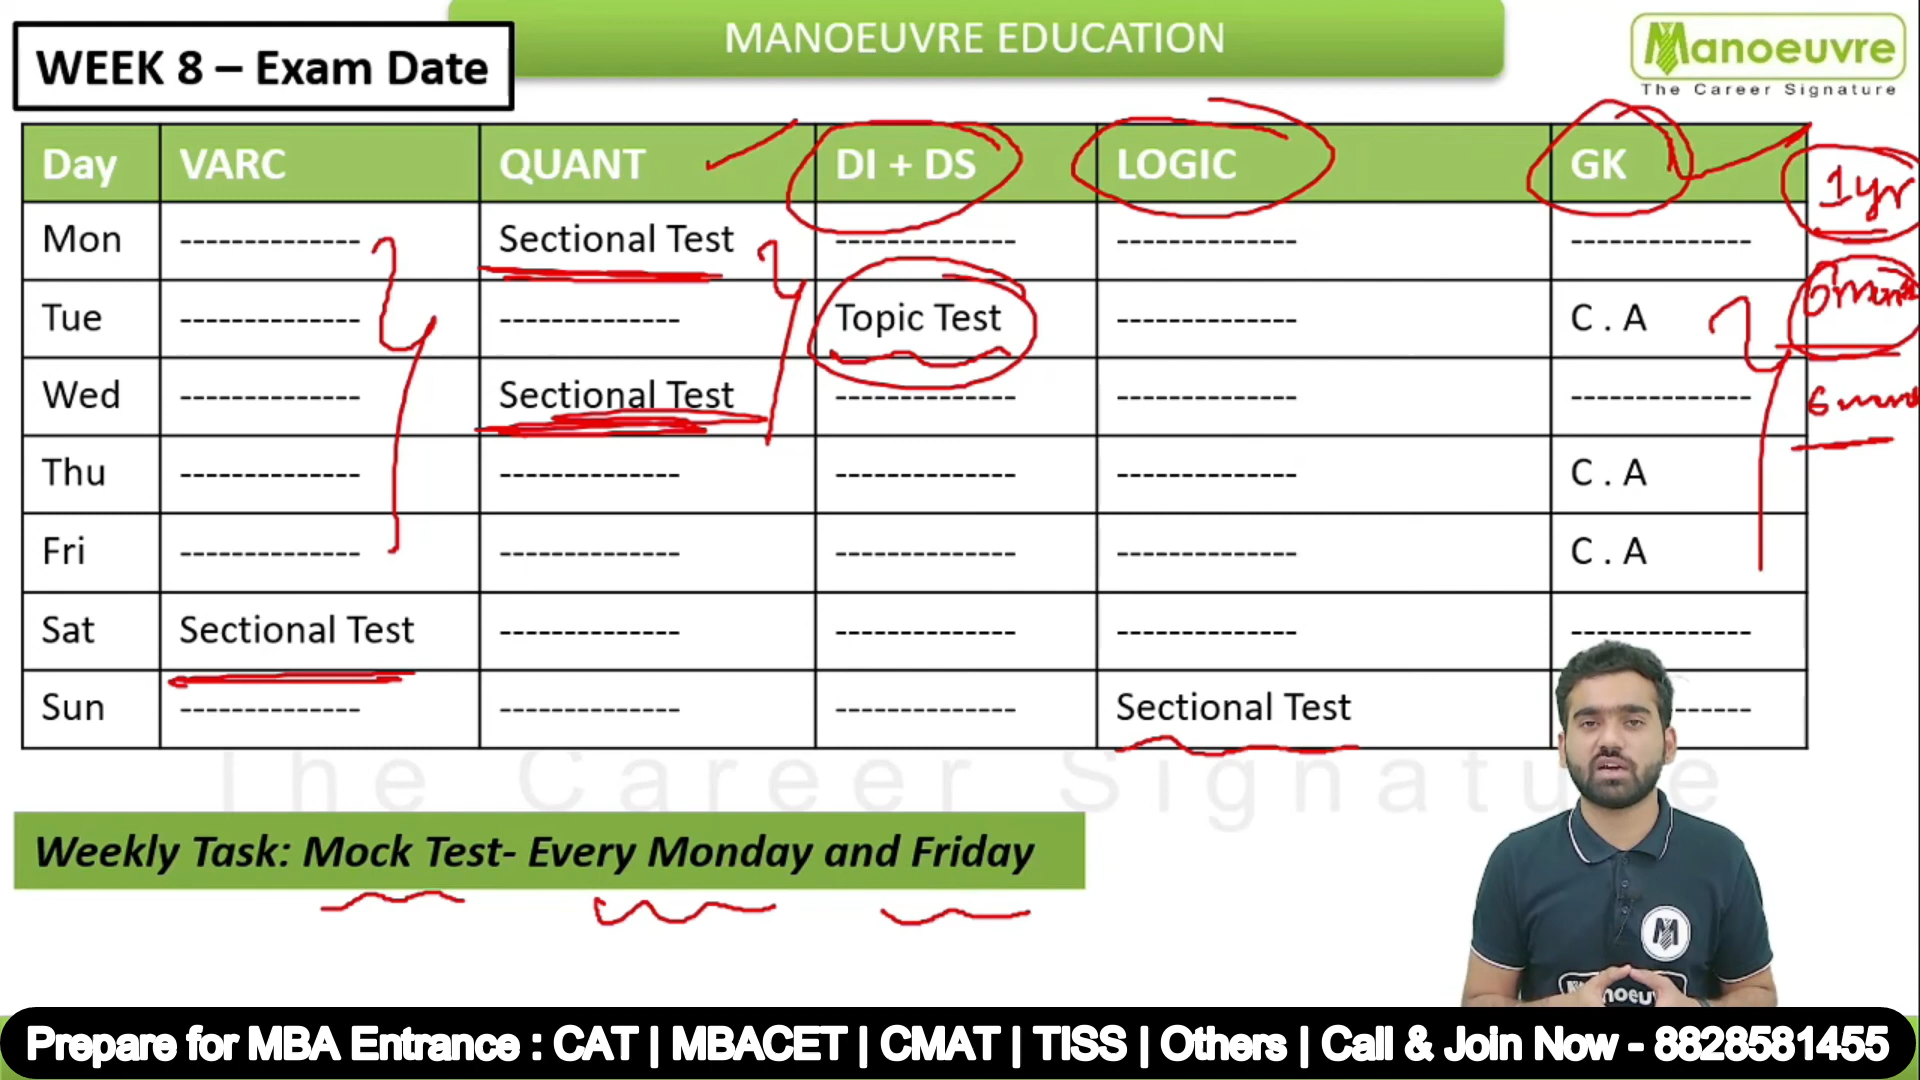 MANOEUVRE EDUCATION
WEEK 8 – Exam Date
Manoeuvre
The Career Signature
Day VARC QUANT DI + DS LOGIC GK
1yr
Mon ------------- Sectional Test ------------- ------------- -------------
Tue ------------- ------------- Topic Test ------------- C . A
Wed ------------- Sectional Test ------------- ------------- -------------
6
Thu ------------- ------------- ------------- ------------- C . A
Fri ------------- ------------- ------------- ------------- C . A
Sat Sectional Test ------------- ------------- ------------- -------------
Sun ------------- ------------- ------------- Sectional Test -------
The Career Signature
Weekly Task: Mock Test- Every Monday and Friday
M
Prepare for MBA Entrance : CAT | MBACET | CMAT | TISS | Others | Call & Join Now - 8828581455